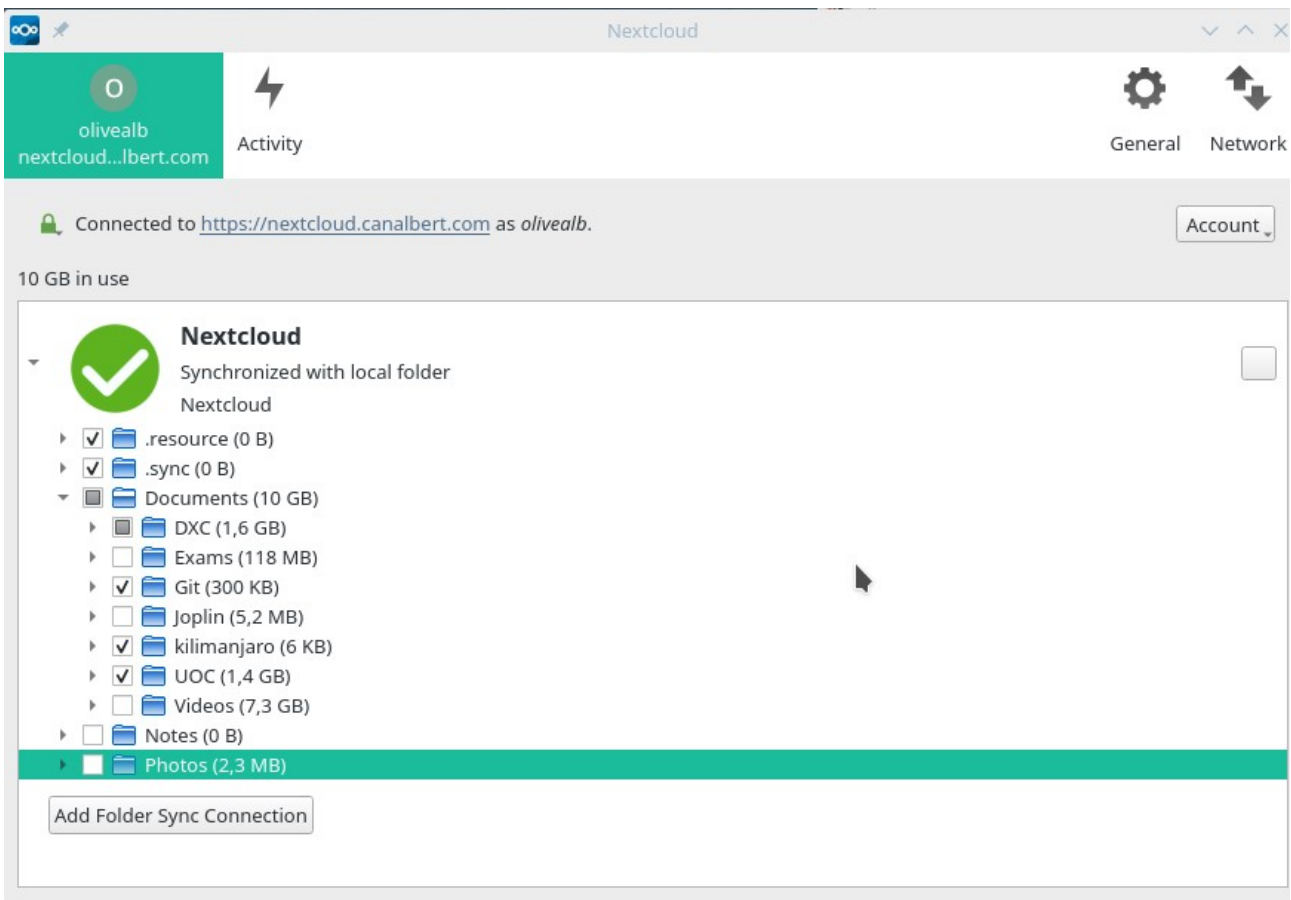 Nextcloud
O
olivealb
nextcloud...lbert.com
Activity
General
Network
Connected to https://nextcloud.canalbert.com as olivealb.
Account
10 GB in use
Nextcloud
Synchronized with local folder
Nextcloud
.resource (0 B)
.sync (0 B)
Documents (10 GB)
DXC (1,6 GB)
Exams (118 MB)
Git (300 KB)
Joplin (5,2 MB)
kilimanjaro (6 KB)
UOC (1,4 GB)
Videos (7,3 GB)
Notes (0 B)
Photos (2,3 MB)
Add Folder Sync Connection